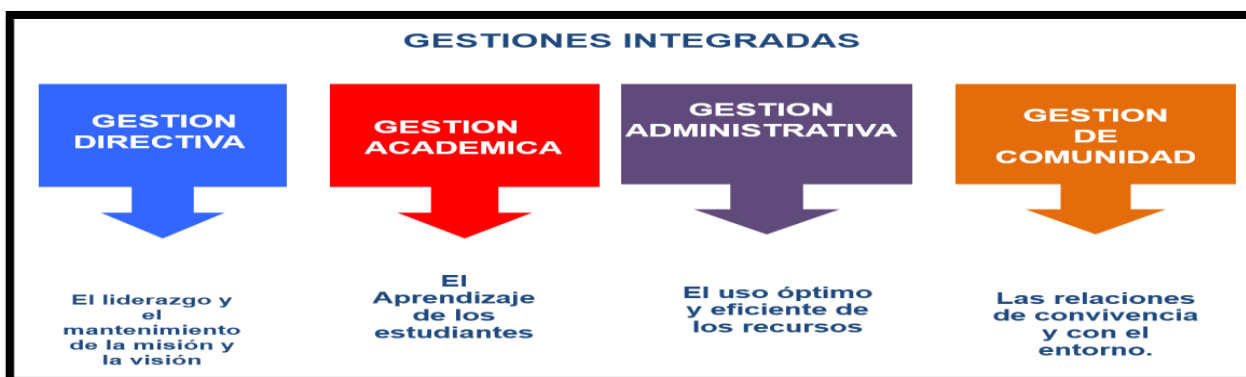 GESTIONES INTEGRADAS
GESTION
DIRECTIVA
GESTION
ACADEMICA
GESTION
ADMINISTRATIVA
GESTION
DE
COMUNIDAD
El liderazgo y
el
mantenimiento
de la misión y
la visión
El
Aprendizaje
de los
estudiantes
El uso óptimo
y eficiente de
los recursos
Las relaciones
de convivencia
y con el
entorno.